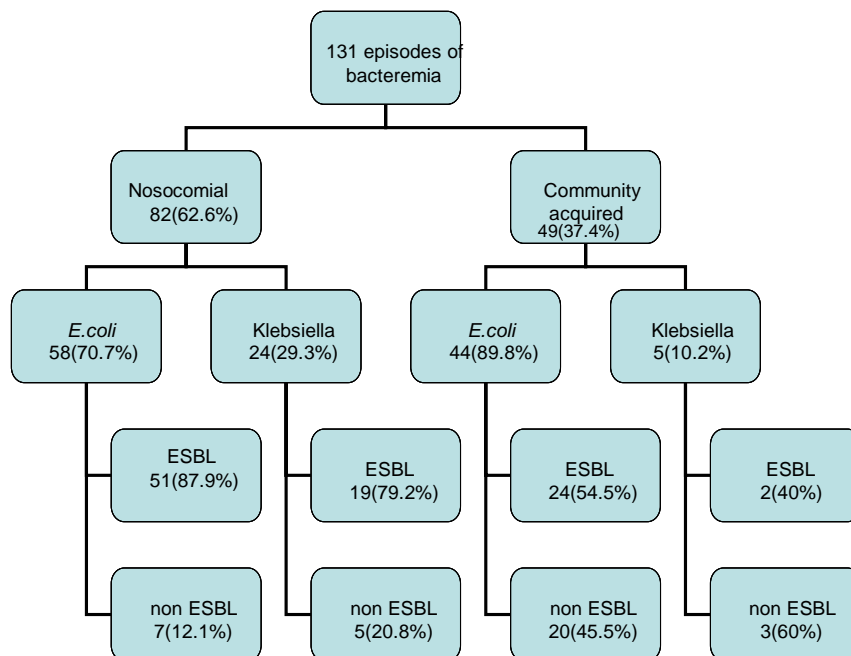 131 episodes of
bacteremia
Nosocomial
82(62.6%)
Community
acquired
49(37.4%)
E.coli
58(70.7%)
Klebsiella
24(29.3%)
E.coli
44(89.8%)
Klebsiella
5(10.2%)
ESBL
51(87.9%)
ESBL
19(79.2%)
ESBL
24(54.5%)
ESBL
2(40%)
non ESBL
7(12.1%)
non ESBL
5(20.8%)
non ESBL
20(45.5%)
non ESBL
3(60%)